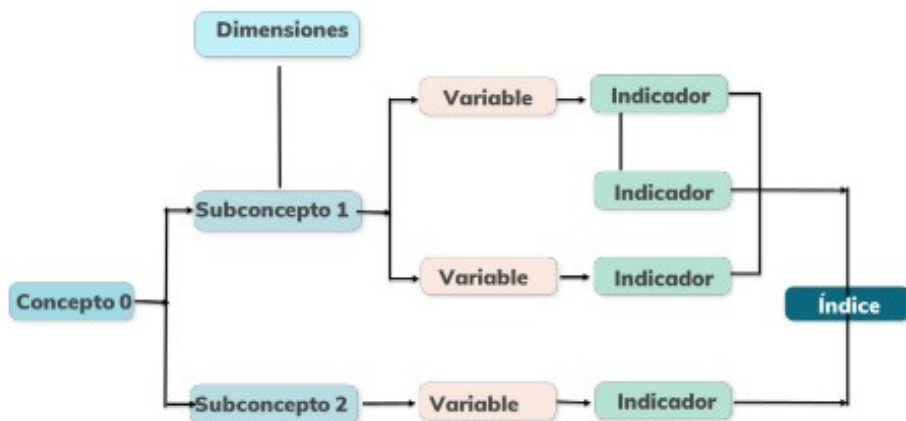 Dimensiones
Variable
Indicador
Indicador
Subconcepto 1
Variable
Indicador
Concepto 0
Índice
Subconcepto 2
Variable
Indicador